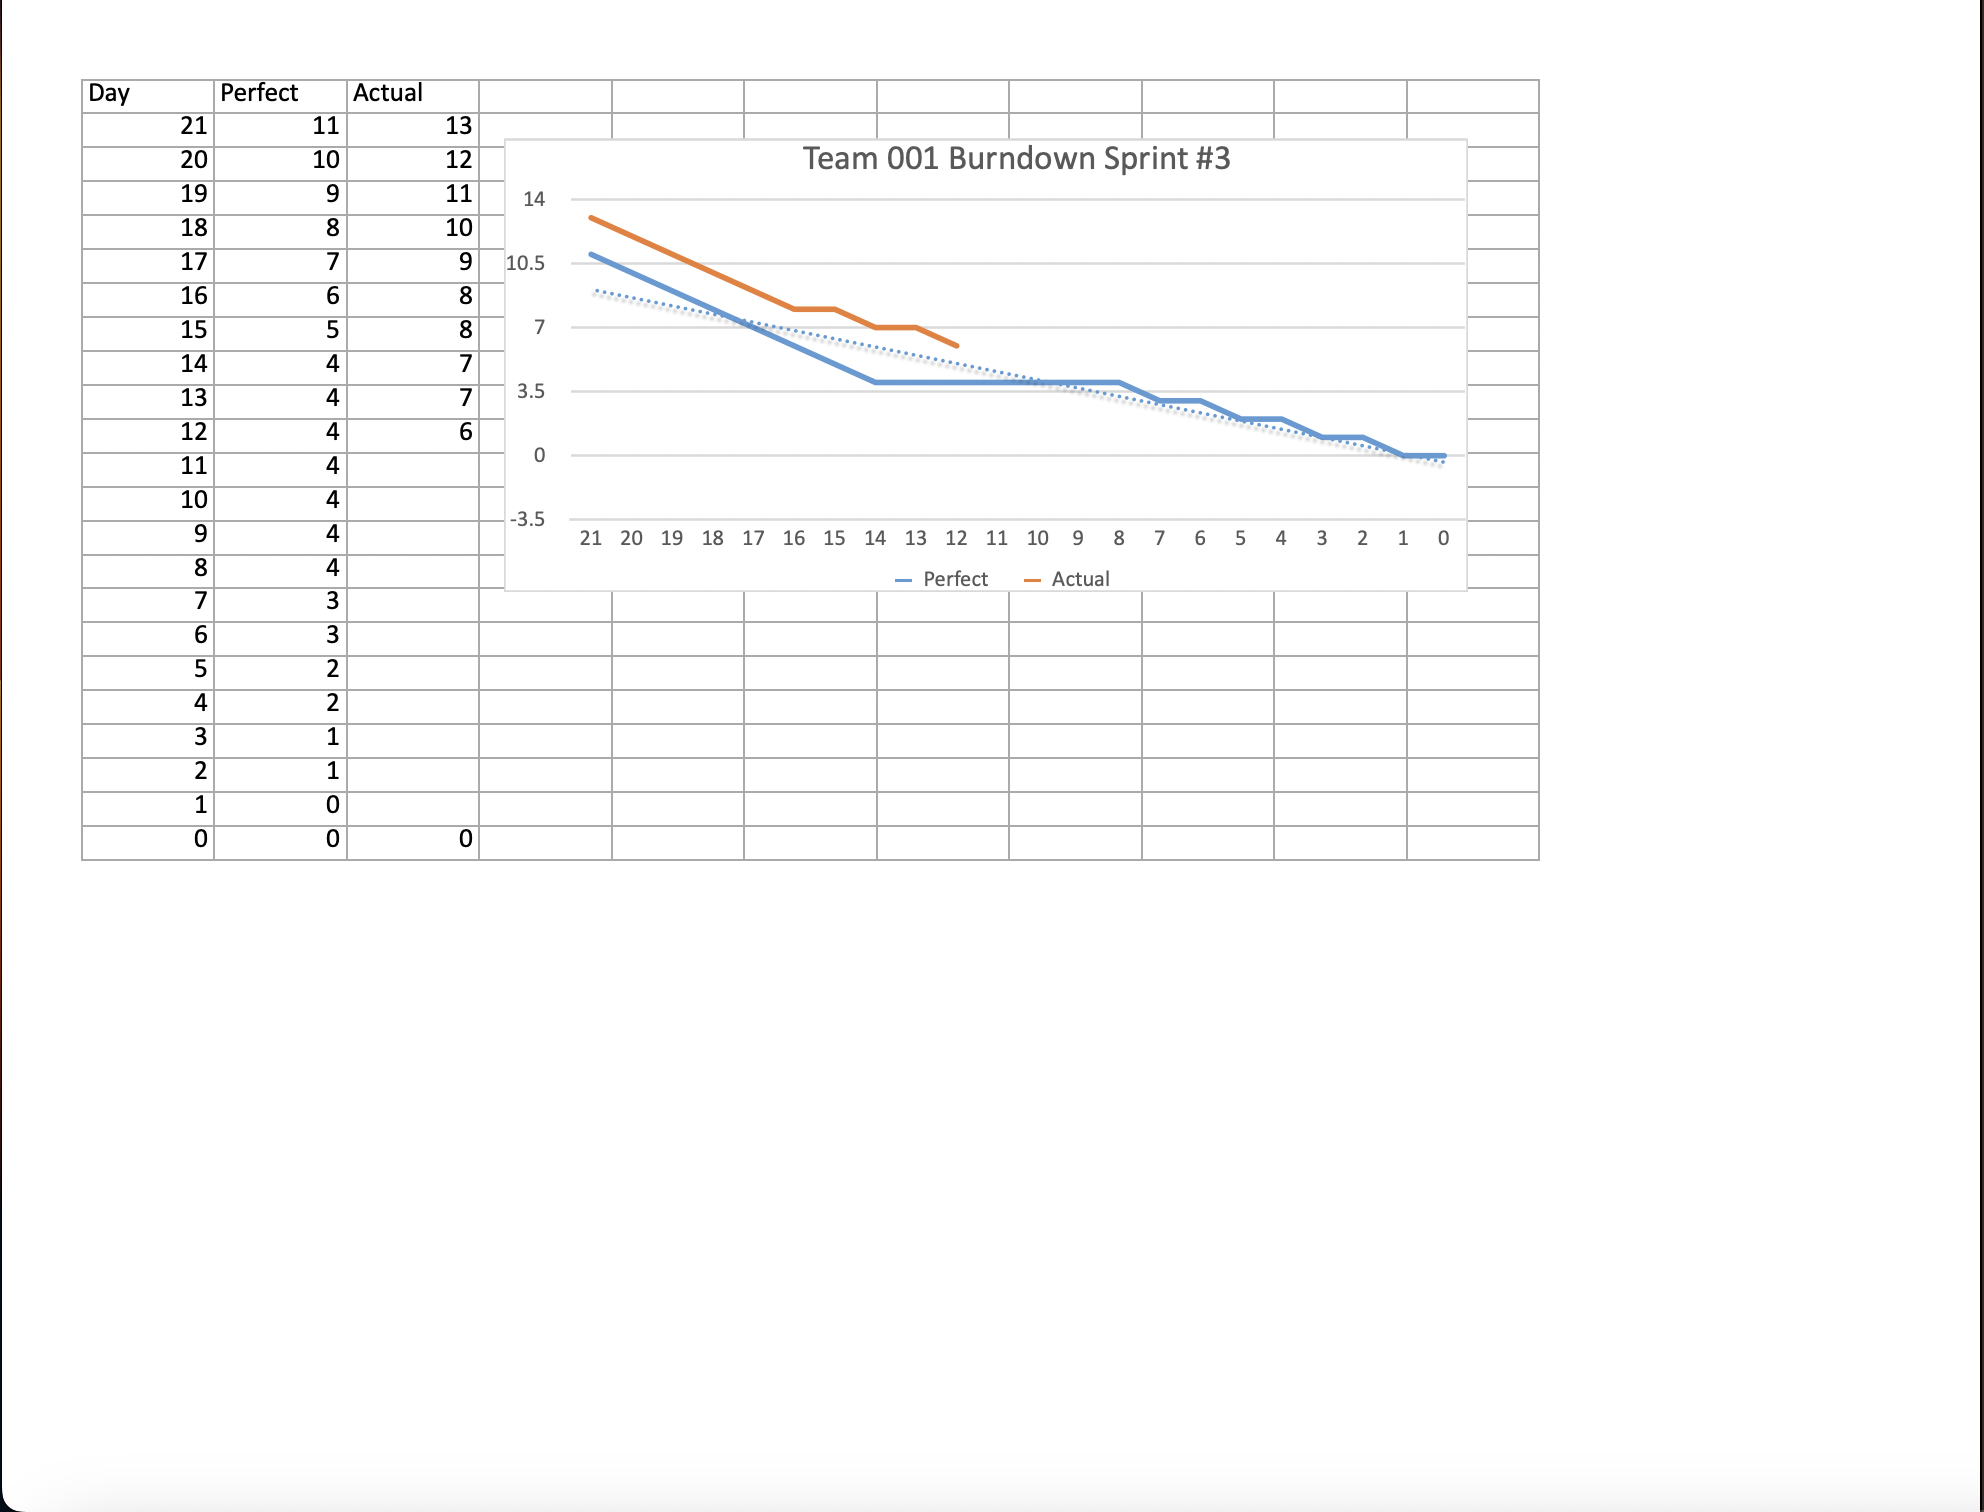 Day Perfect Actual
21 11 13
20 10 12
19 9 11
18 8 10
17 7 9
16 6 8
15 5 8
14 4 7
13 4 7
12 4 6
11 4
10 4
9 4
8 4
7 3
6 3
5 2
4 2
3 1
2 1
1 0
0 0 0
Team 001 Burndown Sprint #3
14
10.5
7
3.5
0
-3.5
21 20 19 18 17 16 15 14 13 12 11 10 9 8 7 6 5 4 3 2 1 0
Perfect Actual